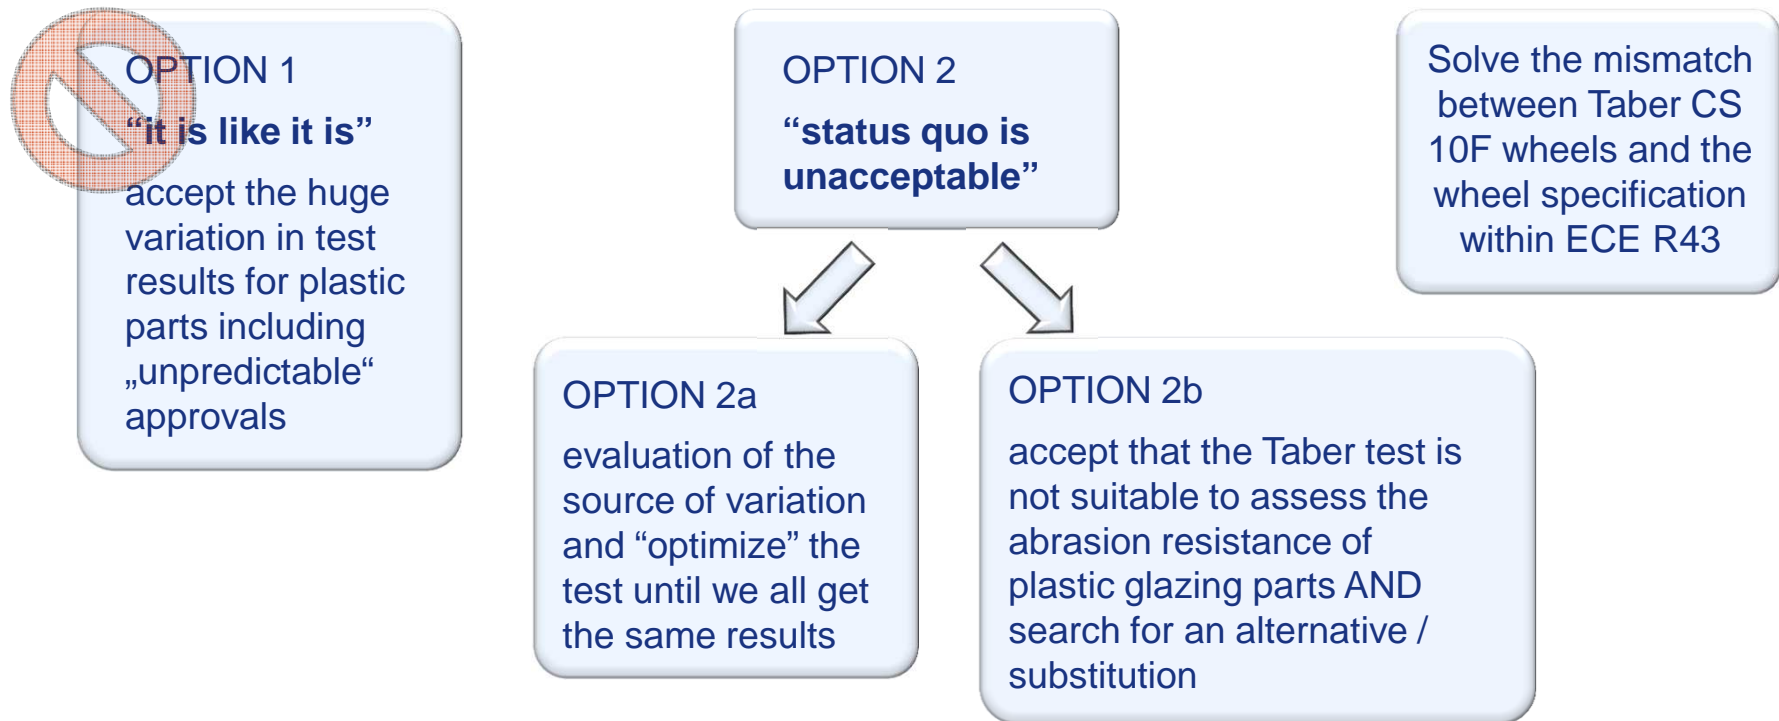 OPTION 1
“it is like it is”
accept the huge
variation in test
results for plastic
parts including
„unpredictable“
approvals
OPTION 2
“status quo is
unacceptable”
Solve the mismatch
between Taber CS
10F wheels and the
wheel specification
within ECE R43
OPTION 2a
evaluation of the
source of variation
and “optimize” the
test until we all get
the same results
OPTION 2b
accept that the Taber test is
not suitable to assess the
abrasion resistance of
plastic glazing parts AND
search for an alternative /
substitution